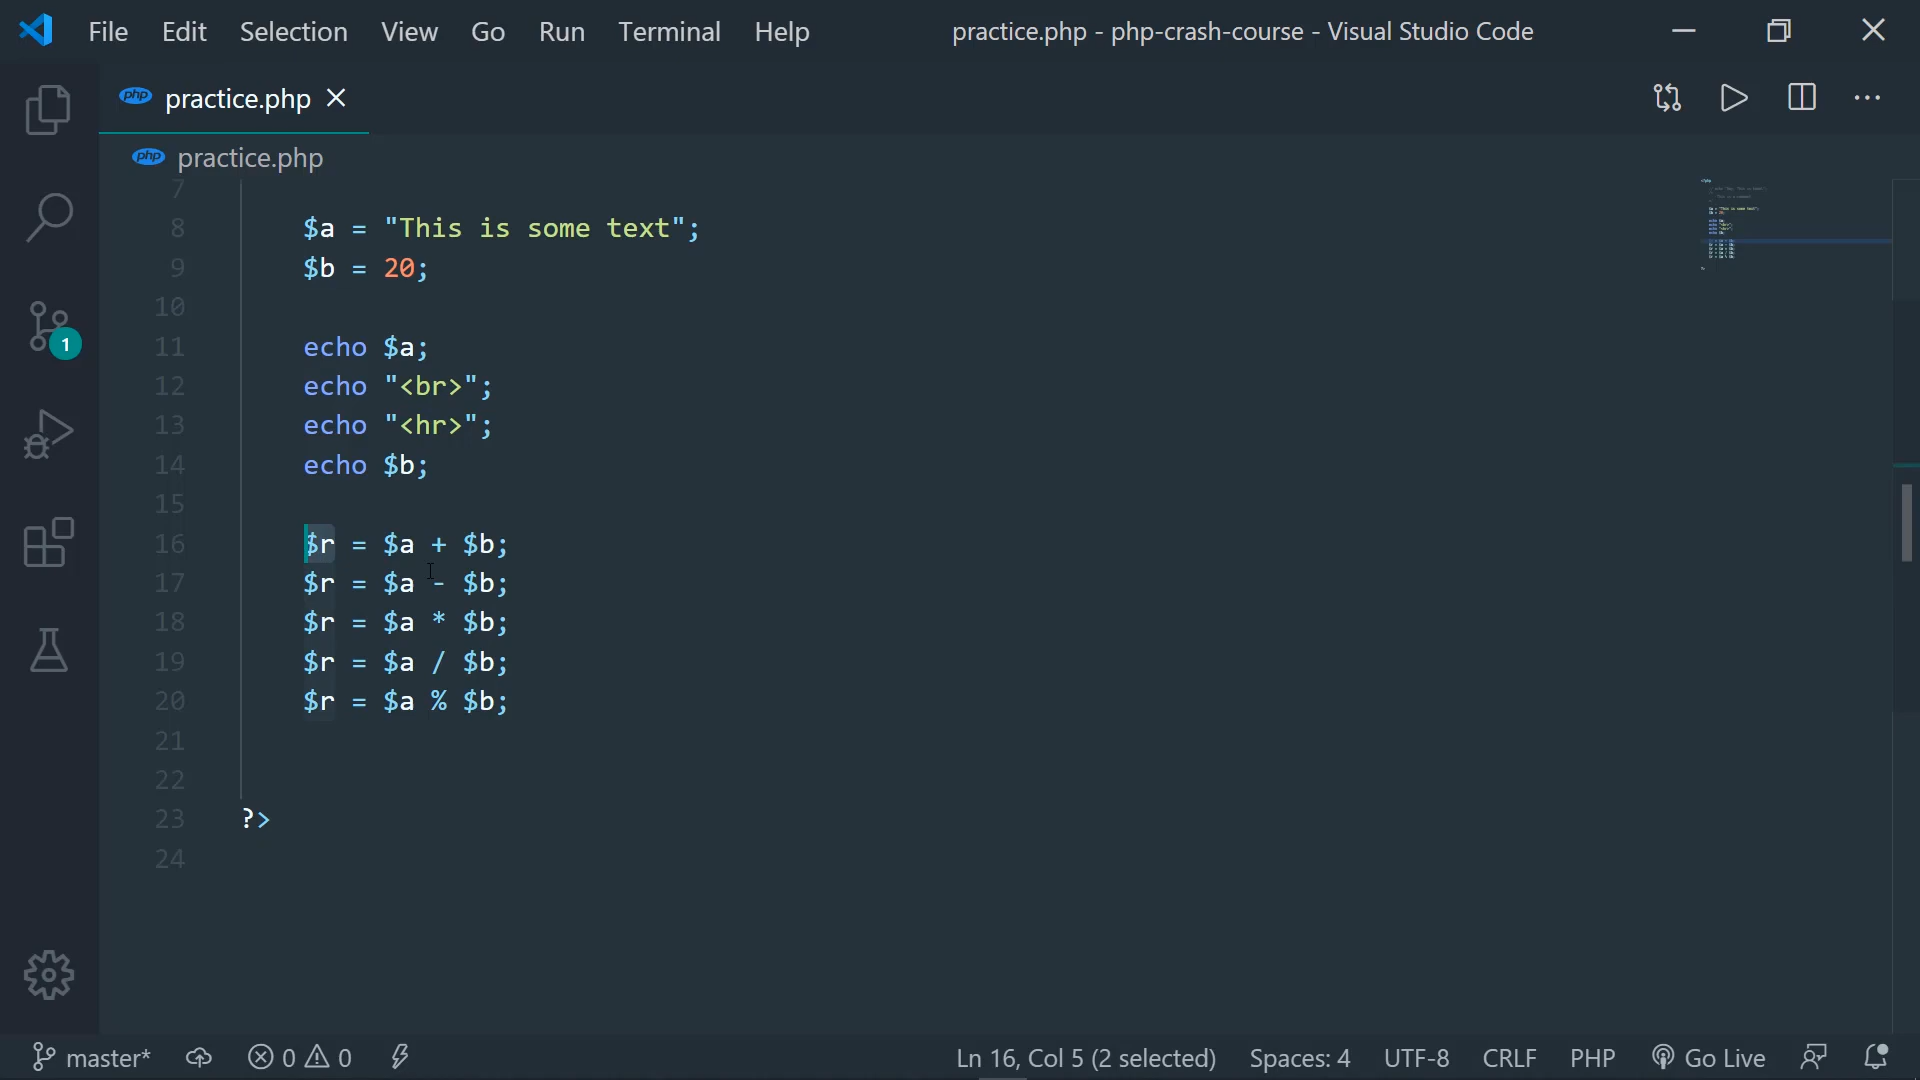 File Edit Selection View Go Run Terminal Help practice.php - php-crash-course - Visual Studio Code
php practice.php
php practice.php
7
8 $a = "This is some text";
9 $b = 20;
10
11 echo $a;
12 echo "<br>";
13 echo "<hr>";
14 echo $b;
15
16 $r = $a + $b;
17 $r = $a - $b;
18 $r = $a * $b;
19 $r = $a / $b;
20 $r = $a % $b;
21
22
23 ?>
24
1
master* 0 0 Ln 16, Col 5 (2 selected) Spaces: 4 UTF-8 CRLF PHP Go Live